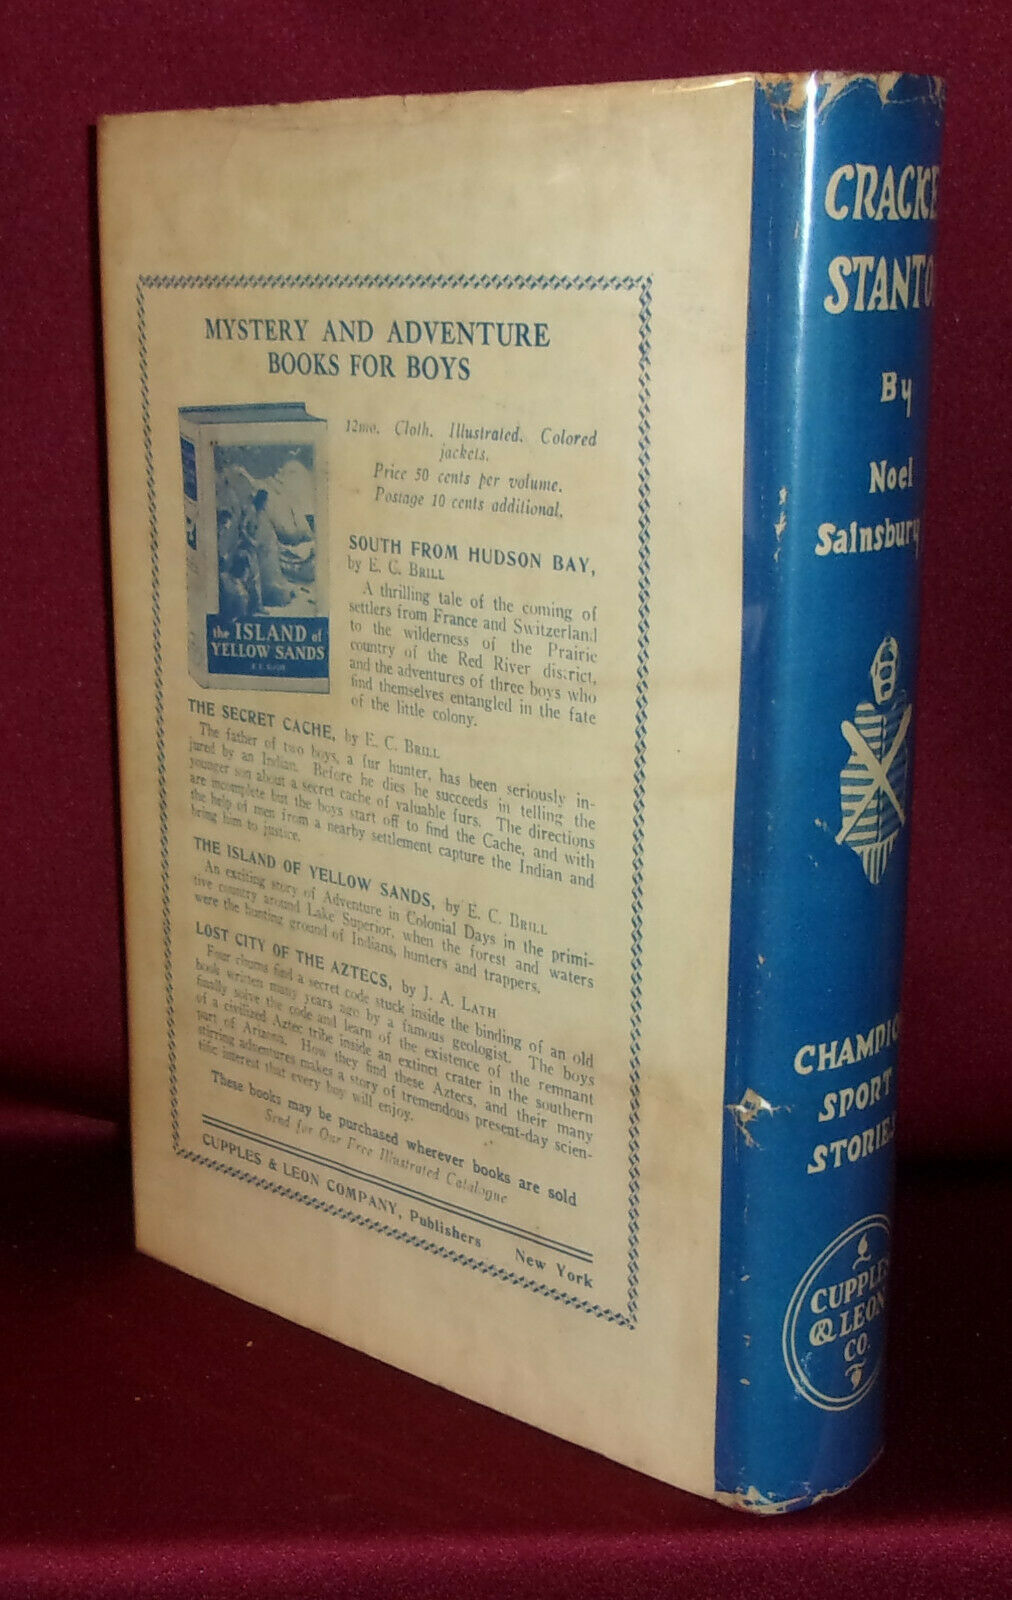 MYSTERY AND ADVENTURE
BOOKS FOR BOYS
12mo. Cloth. Illustrated. Colored
jackets.
Price 50 cents per volume.
Postage 10 cents additional.
the ISLAND of
YELLOW SANDS
SOUTH FROM HUDSON BAY,
by E. C. BRILL
A thrilling tale of the coming of
settlers from France and Switzerland
to the wilderness of the Prairie
country of the Red River district,
and the adventures of three boys who
find themselves entangled in the fate
of the little colony.
THE SECRET CACHE, by E. C. BRILL
The father of two boys, a fur hunter, has been seriously in-
jured by an Indian. Before he dies he succeeds in telling the
younger son about a secret cache of valuable furs. The directions
are incomplete but the boys start off to find the Cache, and with
the help of men from a nearby settlement capture the Indian and
bring him to justice.
THE ISLAND OF YELLOW SANDS, by E. C. BRILL
An exciting story of Adventure in Colonial Days in the primi-
tive country around Lake Superior, when the forest and waters
were the hunting ground of Indians, hunters and trappers.
LOST CITY OF THE AZTECS, by J. A. LATH
Four chums find a secret code stuck inside the binding of an old
book written many years ago by a famous geologist. The boys
finally solve the code and learn of the existence of the remnant
of a civilized Aztec tribe inside an extinct crater in the southern
part of Arizona. How they find these Aztecs, and their many
stirring adventures makes a story of tremendous present-day scien-
tific interest that every boy will enjoy.
These books may be purchased wherever books are sold
Send for Our Free Illustrated Catalogue
CUPPLES & LEON COMPANY, Publishers New York
CRACKE
STANTO
By
Noel
Sainsbury
CHAMPIO
SPORT
STORIES
CUPPLES
& LEON
CO.